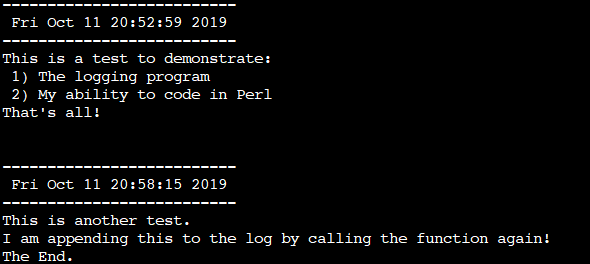 --------------------------
 Fri Oct 11 20:52:59 2019
--------------------------
This is a test to demonstrate:
 1) The logging program
 2) My ability to code in Perl
That's all!
--------------------------
 Fri Oct 11 20:58:15 2019
--------------------------
This is another test.
I am appending this to the log by calling the function again!
The End.